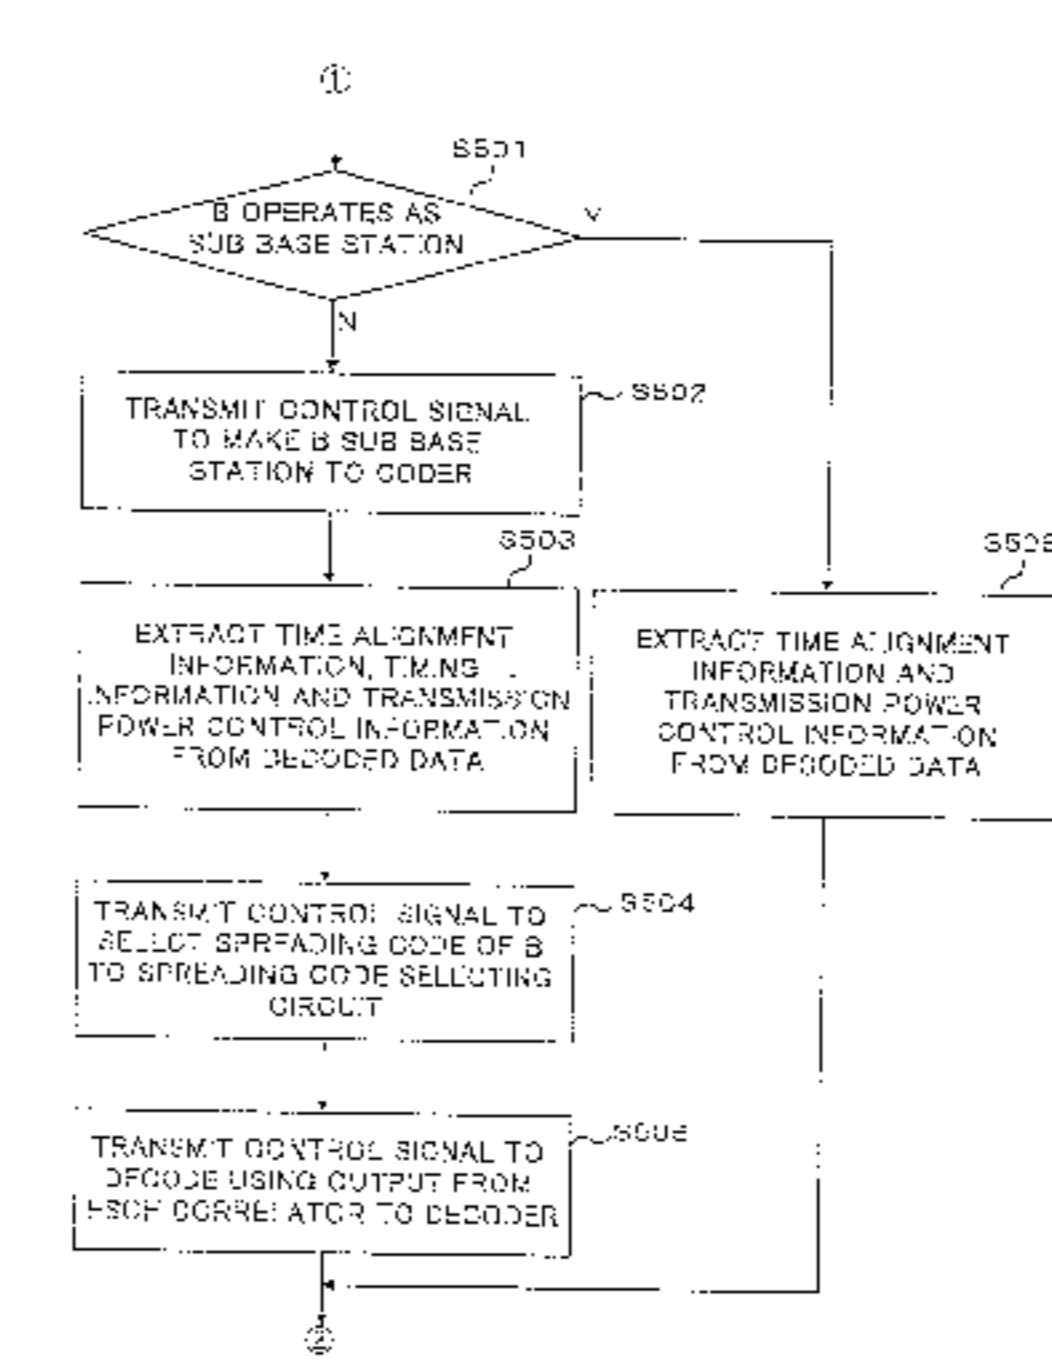 ①
S501
B OPERATES AS
SUB BASE STATION
Y
N
S502
TRANSMIT CONTROL SIGNAL
TO MAKE B SUB BASE
STATION TO CODER
S503
EXTRACT TIME ALIGNMENT
INFORMATION, TIMING
INFORMATION AND TRANSMISSION
POWER CONTROL INFORMATION
FROM DECODED DATA
EXTRACT TIME ALIGNMENT
INFORMATION AND
TRANSMISSION POWER
CONTROL INFORMATION
FROM DECODED DATA
S504
TRANSMIT CONTROL SIGNAL TO
SELECT SPREADING CODE OF B
TO SPREADING CODE SELECTING
CIRCUIT
S505
TRANSMIT CONTROL SIGNAL TO
DECODE USING OUTPUT FROM
CORRELATOR TO DECODER
②